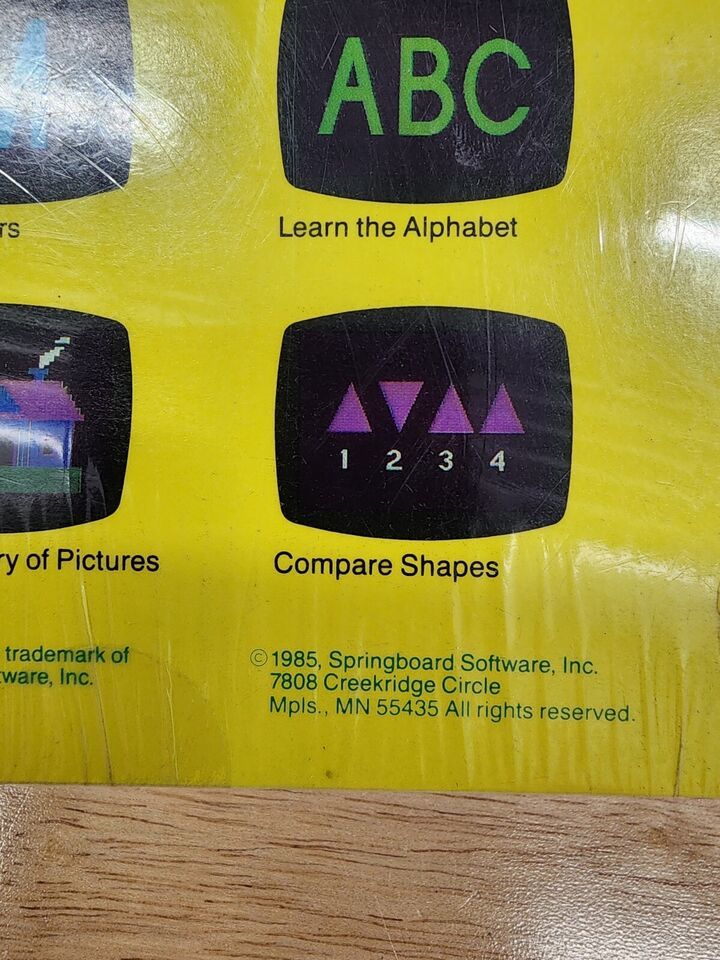 ABC
rs
Learn the Alphabet
1 2 3 4
ry of Pictures
Compare Shapes
trademark of
ware, Inc.
© 1985, Springboard Software, Inc.
7808 Creekridge Circle
Mpls., MN 55435 All rights reserved.